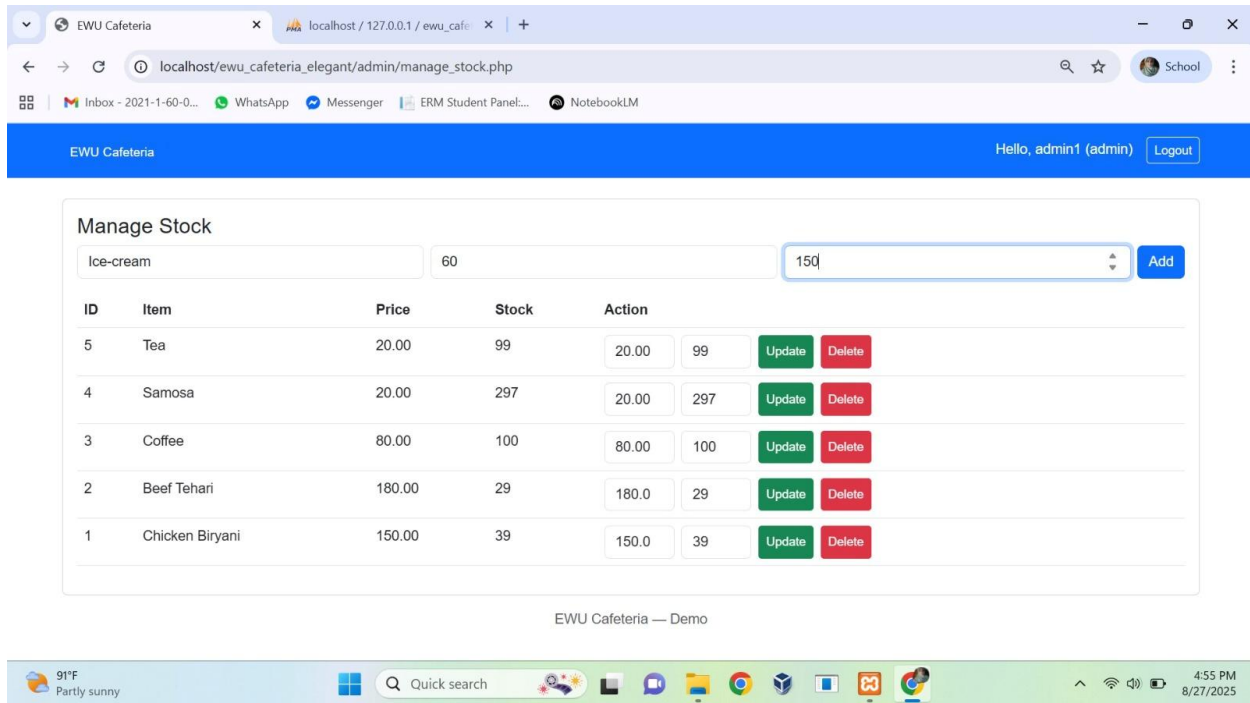 EWU Cafeteria
localhost / 127.0.0.1 / ewu_cafe
localhost/ewu_cafeteria_elegant/admin/manage_stock.php
School
Inbox - 2021-1-60-0...
WhatsApp
Messenger
ERM Student Panel:...
NotebookLM
EWU Cafeteria
Hello, admin1 (admin)
Logout
Manage Stock
Ice-cream 60 150 Add
ID Item Price Stock Action
5 Tea 20.00 99 20.00 99 Update Delete
4 Samosa 20.00 297 20.00 297 Update Delete
3 Coffee 80.00 100 80.00 100 Update Delete
2 Beef Tehari 180.00 29 180.0 29 Update Delete
1 Chicken Biryani 150.00 39 150.0 39 Update Delete
EWU Cafeteria — Demo
91°F
Partly sunny
Quick search
4:55 PM
8/27/2025